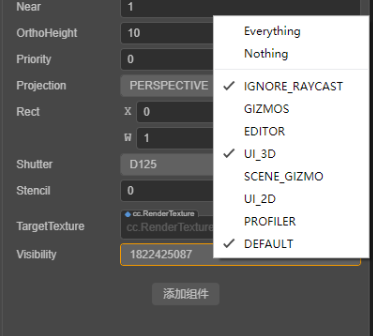 Near 1
OrthoHeight 10
Priority 0
Projection PERSPECTIVE
Rect X 0
W 1
Shutter D125
Stencil 0
cc.RenderTexture
TargetTexture cc.RenderTexture
Visibility 1822425087
添加组件
Everything
Nothing
IGNORE_RAYCAST
GIZMOS
EDITOR
UI_3D
SCENE_GIZMO
UI_2D
PROFILER
DEFAULT